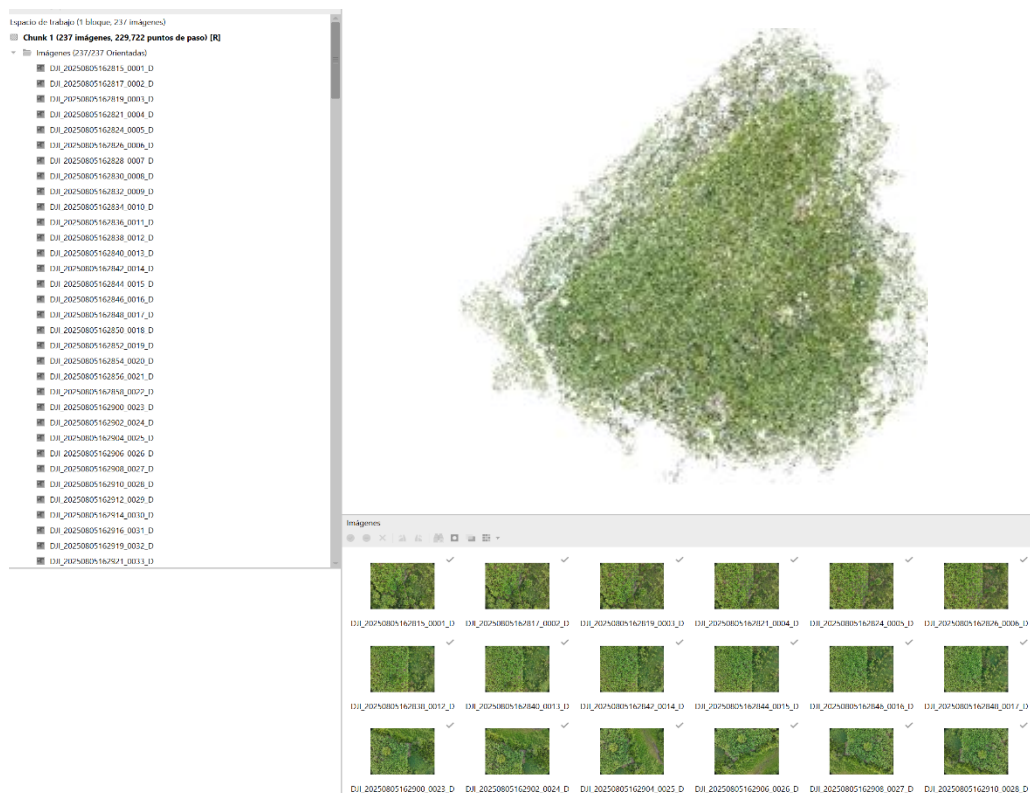 Espacio de trabajo (1 bloque, 237 imágenes)
Chunk 1 (237 imágenes, 229,722 puntos de paso) [R]
Imágenes (237/237 Orientadas)
DJI_20250805162815_0001_D
DJI_20250805162817_0002_D
DJI_20250805162819_0003_D
DJI_20250805162821_0004_D
DJI_20250805162824_0005_D
DJI_20250805162826_0006_D
DJI_20250805162828_0007_D
DJI_20250805162830_0008_D
DJI_20250805162832_0009_D
DJI_20250805162834_0010_D
DJI_20250805162836_0011_D
DJI_20250805162838_0012_D
DJI_20250805162840_0013_D
DJI_20250805162842_0014_D
DJI_20250805162844_0015_D
DJI_20250805162846_0016_D
DJI_20250805162848_0017_D
DJI_20250805162850_0018_D
DJI_20250805162852_0019_D
DJI_20250805162854_0020_D
DJI_20250805162856_0021_D
DJI_20250805162858_0022_D
DJI_20250805162900_0023_D
DJI_20250805162902_0024_D
DJI_20250805162904_0025_D
DJI_20250805162906_0026_D
DJI_20250805162908_0027_D
DJI_20250805162910_0028_D
DJI_20250805162912_0029_D
DJI_20250805162914_0030_D
DJI_20250805162916_0031_D
DJI_20250805162919_0032_D
DJI_20250805162921_0033_D
Imágenes
DJI_20250805162815_0001_D DJI_20250805162817_0002_D DJI_20250805162819_0003_D DJI_20250805162821_0004_D DJI_20250805162824_0005_D DJI_20250805162826_0006_D
DJI_20250805162838_0012_D DJI_20250805162840_0013_D DJI_20250805162842_0014_D DJI_20250805162844_0015_D DJI_20250805162846_0016_D DJI_20250805162848_0017_D
DJI_20250805162900_0023_D DJI_20250805162902_0024_D DJI_20250805162904_0025_D DJI_20250805162906_0026_D DJI_20250805162908_0027_D DJI_20250805162910_0028_D